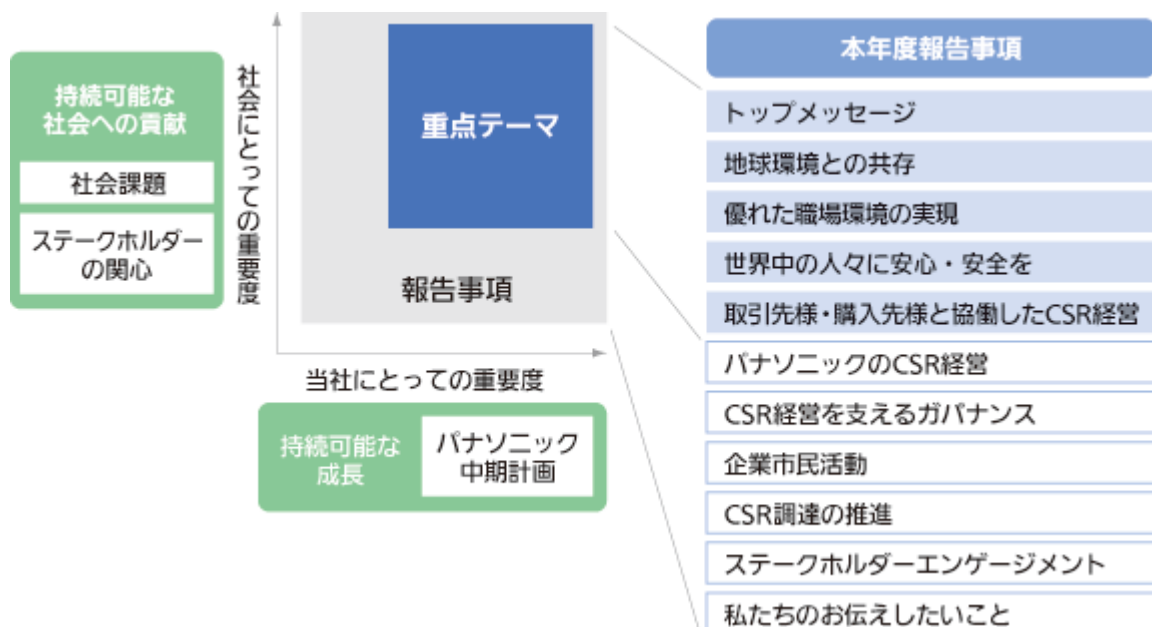 持続可能な
社会への貢献
社会課題
ステークホルダー
の関心
社会にとっての重要度
重点テーマ
報告事項
当社にとっての重要度
持続可能な
成長
パナソニック
中期計画
本年度報告事項
トップメッセージ
地球環境との共存
優れた職場環境の実現
世界中の人々に安心・安全を
取引先様・購入先様と協働したCSR経営
パナソニックのCSR経営
CSR経営を支えるガバナンス
企業市民活動
CSR調達の推進
ステークホルダーエンゲージメント
私たちのお伝えしたいこと